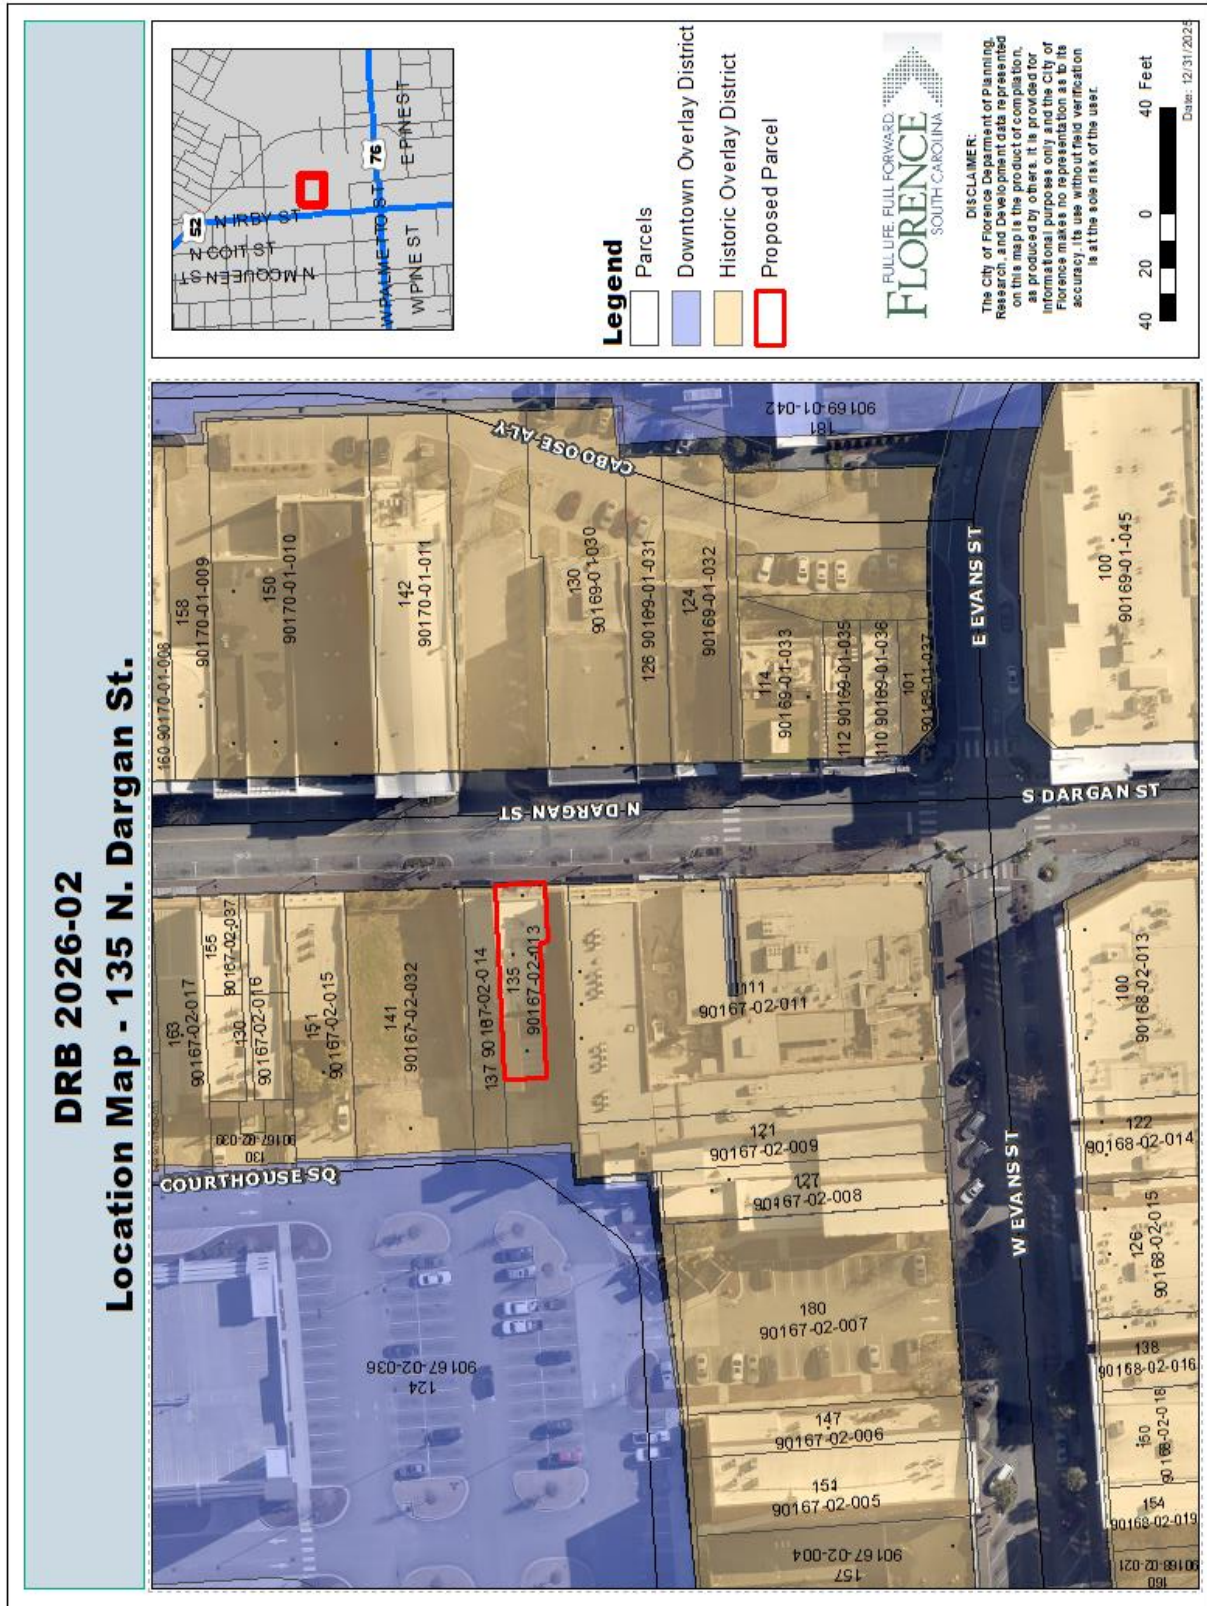 DRB 2026-02
Location Map - 135 N. Dargan St.
52
N IRBY ST
N COIT ST
N MCQUEEN ST
W PALMETTO ST
76
W PINE ST
E PINE ST
Legend
Parcels
Downtown Overlay District
Historic Overlay District
Proposed Parcel
FULL LIFE. FULL FORWARD.
FLORENCE
SOUTH CAROLINA
DISCLAIMER:
The City of Florence Deparment of Planning,
Research, and Development data represented
on this map is the product of compilation,
as produced by others. It is provided for
informational purposes only and the City of
Florence makes no representation as to its
accuracy. Its use without field verification
is at the sole risk of the user.
40 20 0 40 Feet
Date: 12/31/2025
160 90170-01-008
158
90170-01-009
150
90170-01-010
142
90170-01-011
CABOOSE ALY
130
90169-01-030
126 90169-01-031
124
90169-01-032
114
90169-01-033
112 90169-01-035
110 90169-01-036
101
90169-01-037
181
90169-01-042
E EVANS ST
100
90169-01-045
N DARGAN ST
S DARGAN ST
163
90167-02-017
155
90167-02-037
130
90167-02-016
151
90167-02-015
141
90167-02-032
137 90167-02-014
135
90167-02-013
111
90167-02-011
130
90167-02-039
COURTHOUSE SQ
121
90167-02-009
127
90167-02-008
124
90167-02-036
180
90167-02-007
147
90167-02-006
151
90167-02-005
157
90167-02-004
W EVANS ST
100
90168-02-013
122
90168-02-014
126
90168-02-015
138
90168-02-016
150
90168-02-018
154
90168-02-019
160
90168-02-021